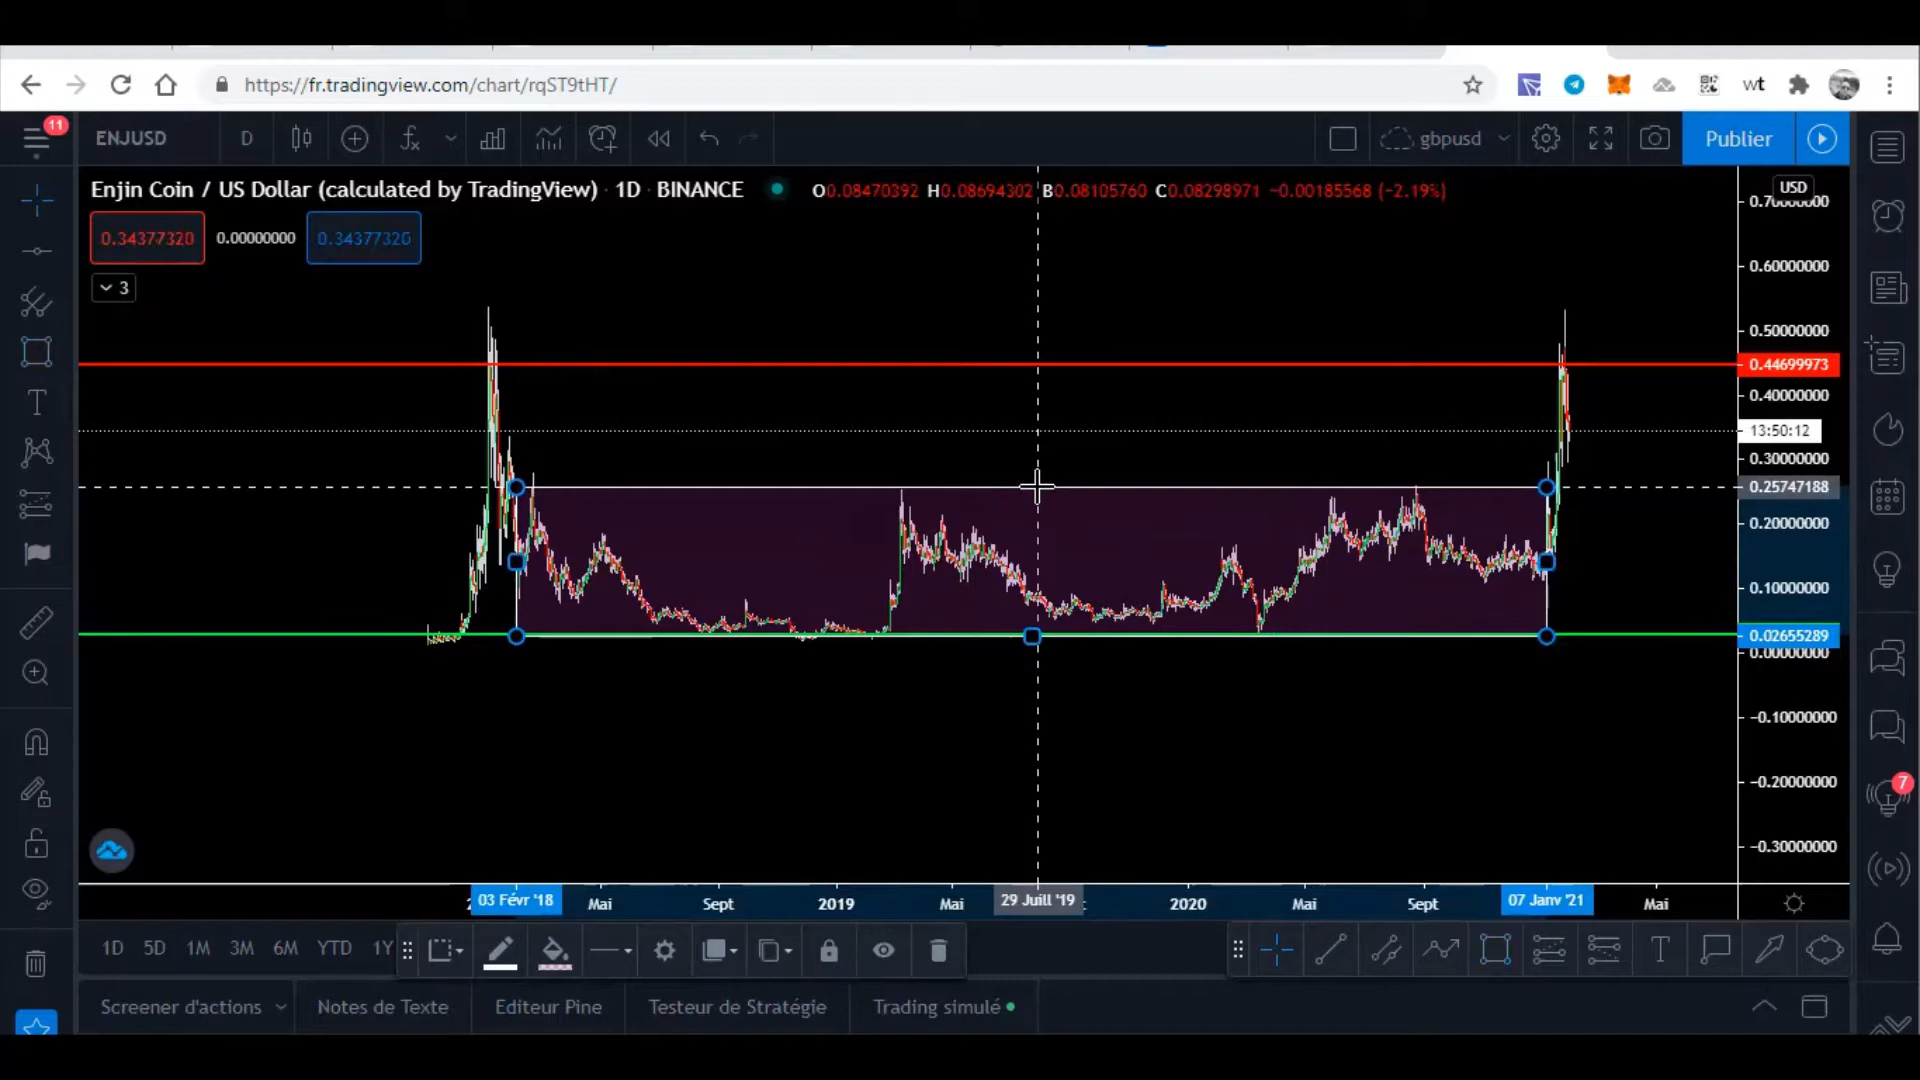 https://fr.tradingview.com/chart/rqST9tHT/
wt
11
ENJUSD
D
gbpusd
Publier
Enjin Coin / US Dollar (calculated by TradingView) · 1D · BINANCE
O0.08470392 H0.08694302 B0.08105760 C0.08298971 −0.00185568 (−2.19%)
USD
0.34377320
0.00000000
0.34377320
3
0.60000000
0.50000000
0.44699973
0.40000000
13:50:12
0.30000000
0.25747188
0.20000000
0.10000000
0.02655289
0.00000000
−0.10000000
−0.20000000
−0.30000000
7
03 Févr '18
Mai
Sept
2019
Mai
29 Juill '19
2020
Mai
Sept
07 Janv '21
Mai
1D
5D
1M
3M
6M
YTD
1Y
Screener d'actions
Notes de Texte
Editeur Pine
Testeur de Stratégie
Trading simulé